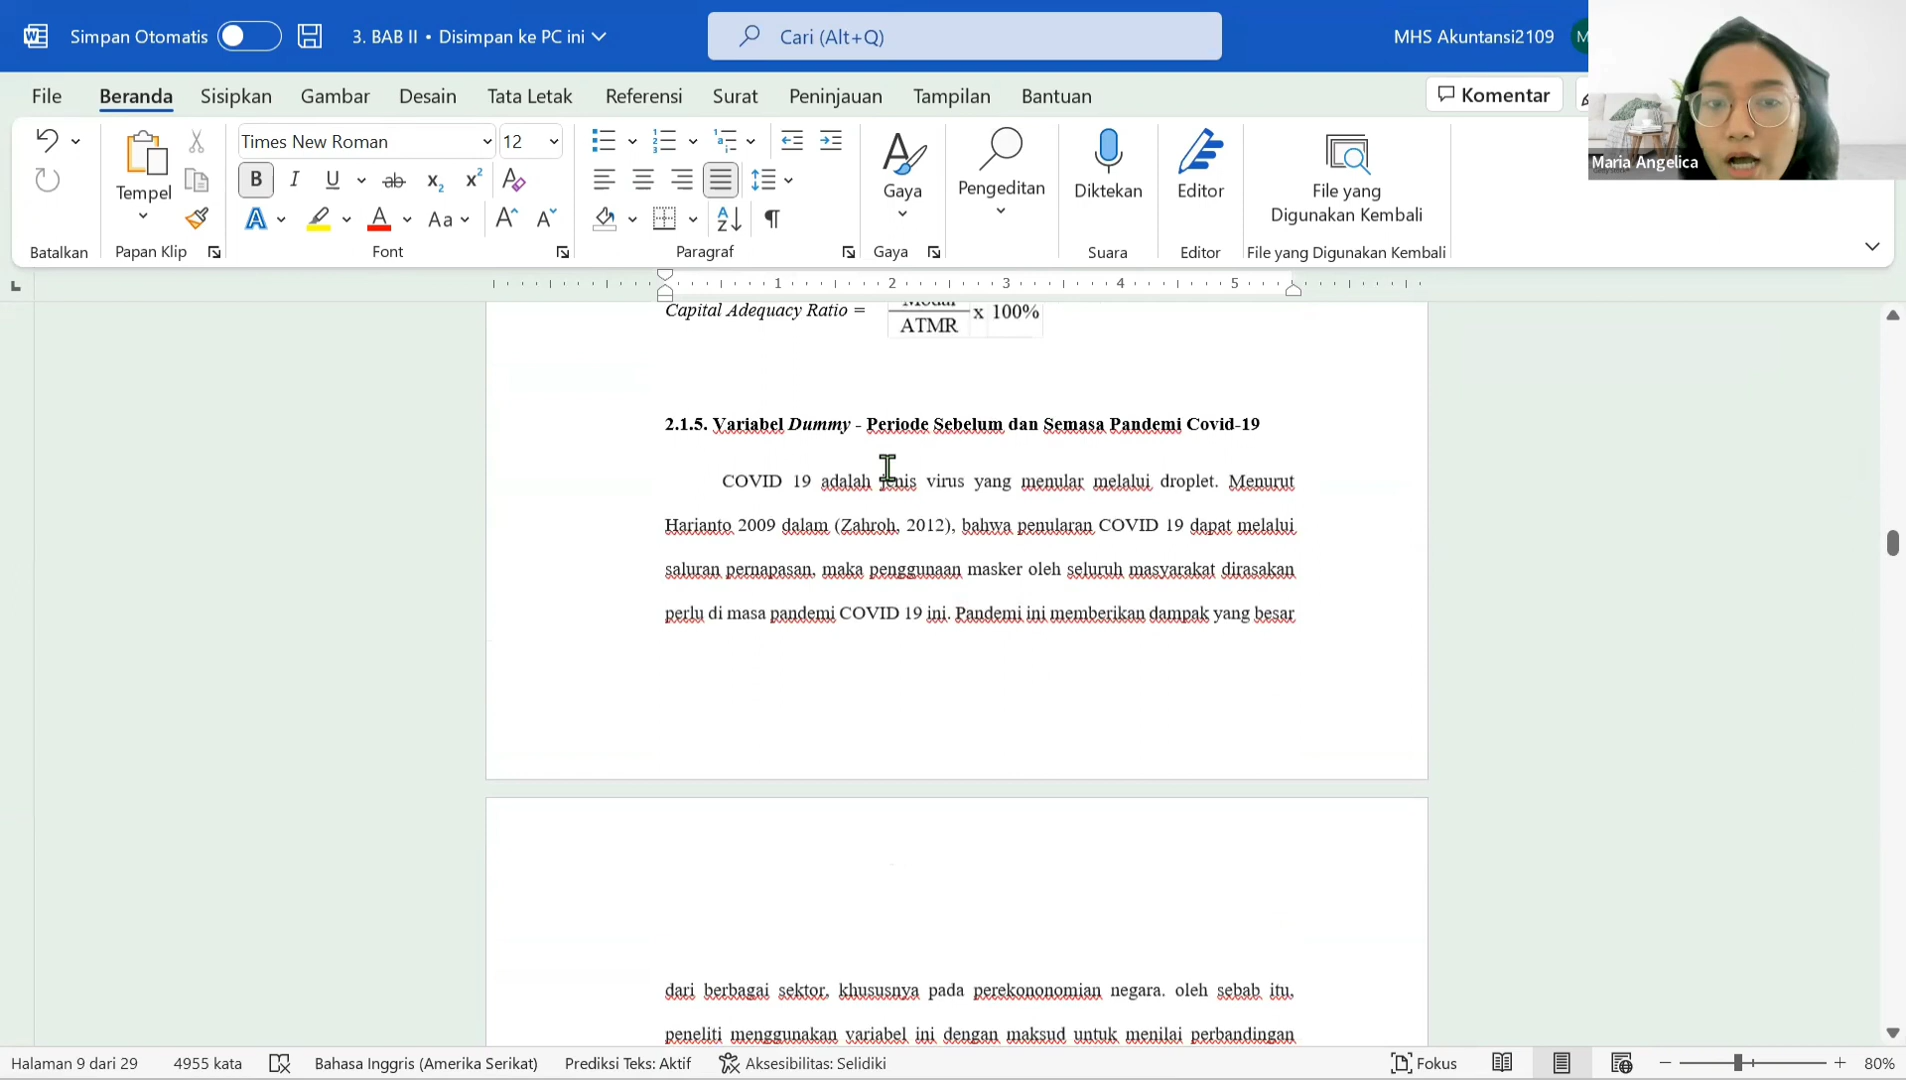 Simpan Otomatis
3. BAB II • Disimpan ke PC ini
Cari (Alt+Q)
MHS Akuntansi2109
Maria Angelica
File
Beranda
Sisipkan
Gambar
Desain
Tata Letak
Referensi
Surat
Peninjauan
Tampilan
Bantuan
Komentar
Times New Roman
12
Tempel
Gaya
Pengeditan
Diktekan
Editor
File yang
Digunakan Kembali
Batalkan
Papan Klip
Font
Paragraf
Gaya
Suara
Editor
File yang Digunakan Kembali
1 2 3 4 5
Modal
Capital Adequacy Ratio = x 100%
ATMR
2.1.5. Variabel Dummy - Periode Sebelum dan Semasa Pandemi Covid-19
COVID 19 adalah jenis virus yang menular melalui droplet. Menurut
Harianto 2009 dalam (Zahroh, 2012), bahwa penularan COVID 19 dapat melalui
saluran pernapasan, maka penggunaan masker oleh seluruh masyarakat dirasakan
perlu di masa pandemi COVID 19 ini. Pandemi ini memberikan dampak yang besar
dari berbagai sektor, khususnya pada perekononomian negara. oleh sebab itu,
peneliti menggunakan variabel ini dengan maksud untuk menilai perbandingan
Halaman 9 dari 29
4955 kata
Bahasa Inggris (Amerika Serikat)
Prediksi Teks: Aktif
Aksesibilitas: Selidiki
Fokus
80%